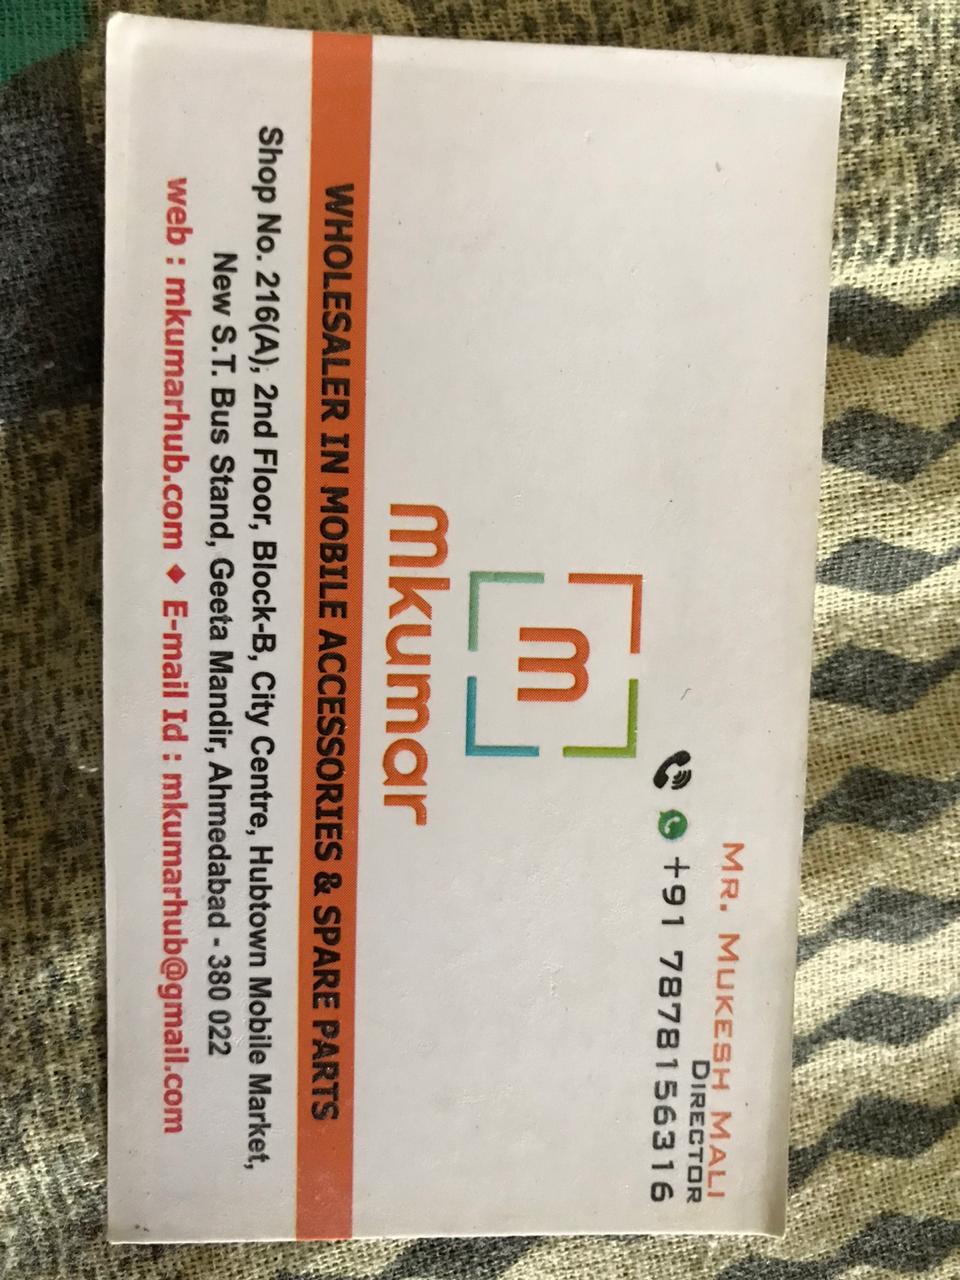 Mr. Mukesh Mali
Director
+91 7878156316
m
mkumar
WHOLESALER IN MOBILE ACCESSORIES & SPARE PARTS
Shop No. 216(A), 2nd Floor, Block-B, City Centre, Hubtown Mobile Market,
New S.T. Bus Stand, Geeta Mandir, Ahmedabad - 380 022
web : mkumarhub.com ◆ E-mail Id : mkumarhub@gmail.com